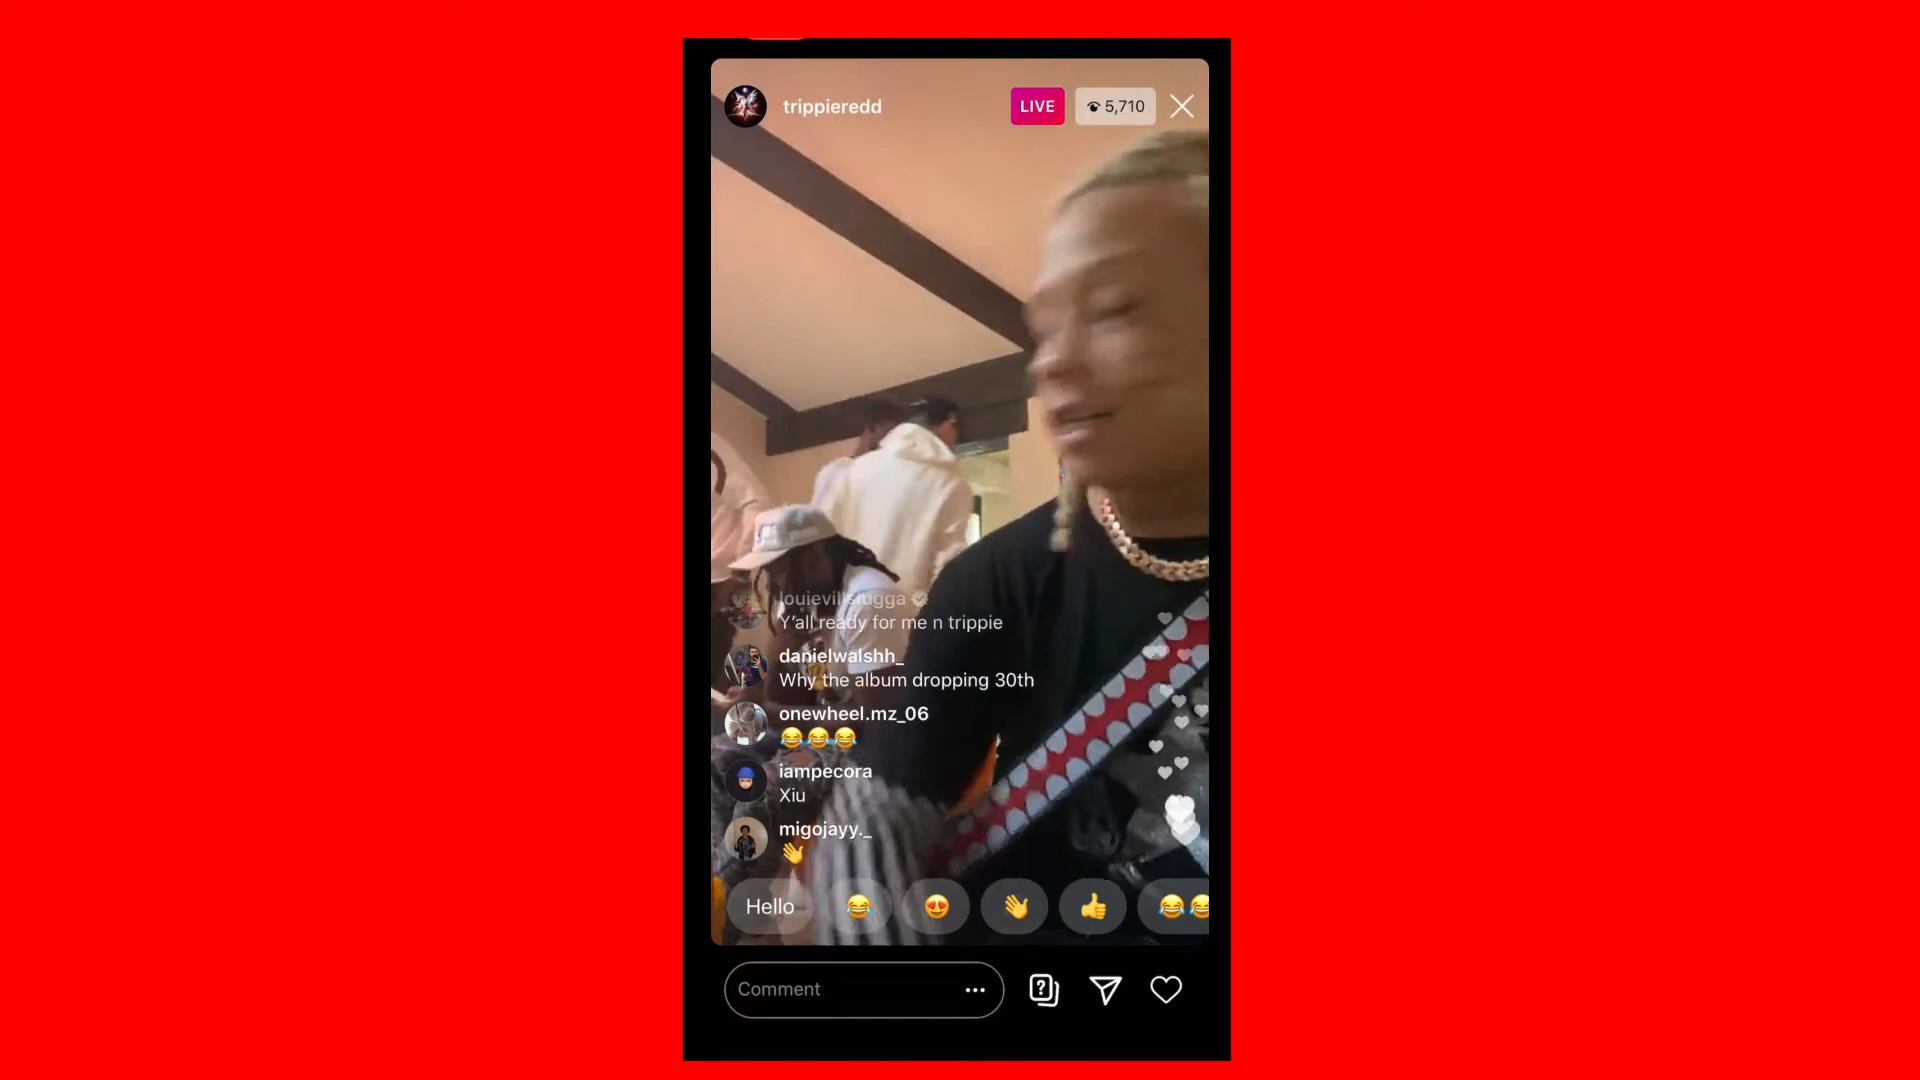 trippieredd
LIVE
5,710
louievillslugga
Y'all ready for me n trippie
danielwalshh_
Why the album dropping 30th
onewheel.mz_06
😂😂😂
iampecora
Xiu
migojayy._
👋
Hello 😂 😍 👋 👍 😂😂
Comment